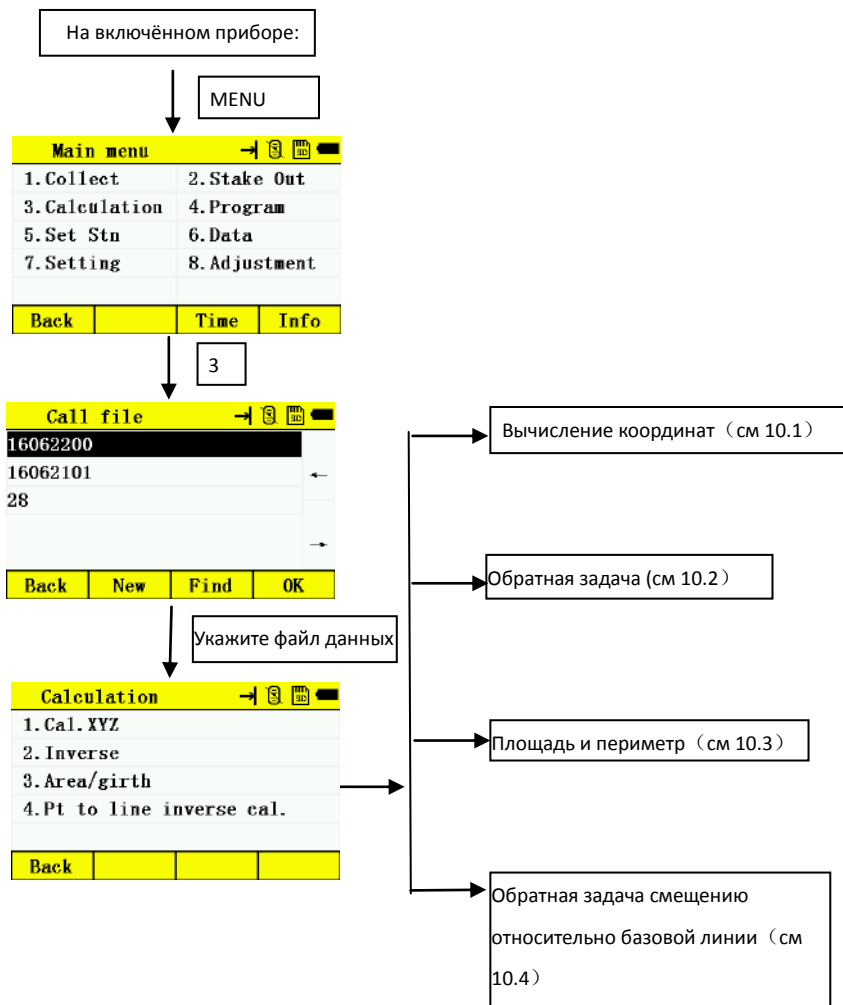 На включённом приборе:
MENU
Main menu
1.Collect 2.Stake Out
3.Calculation 4.Program
5.Set Stn 6.Data
7.Setting 8.Adjustment
Back Time Info
3
Call file
16062200
16062101
28
Back New Find OK
Укажите файл данных
Calculation
1.Cal.XYZ
2.Inverse
3.Area/girth
4.Pt to line inverse cal.
Back
Вычисление координат（см 10.1）
Обратная задача (см 10.2）
Площадь и периметр（см 10.3）
Обратная задача смещению
относительно базовой линии（см
10.4）